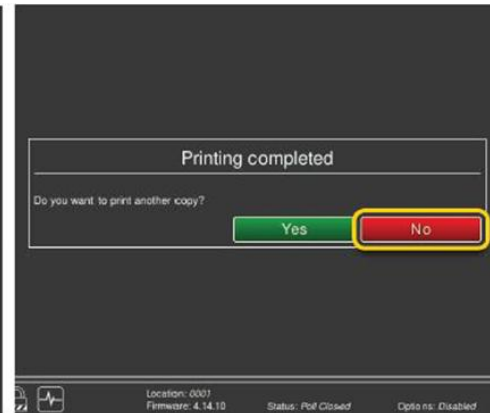 Printing completed
Do you want to print another copy?
Yes No
Location: 0001
Firmware: 4.14.10 Status: Poll Closed Options: Disabled